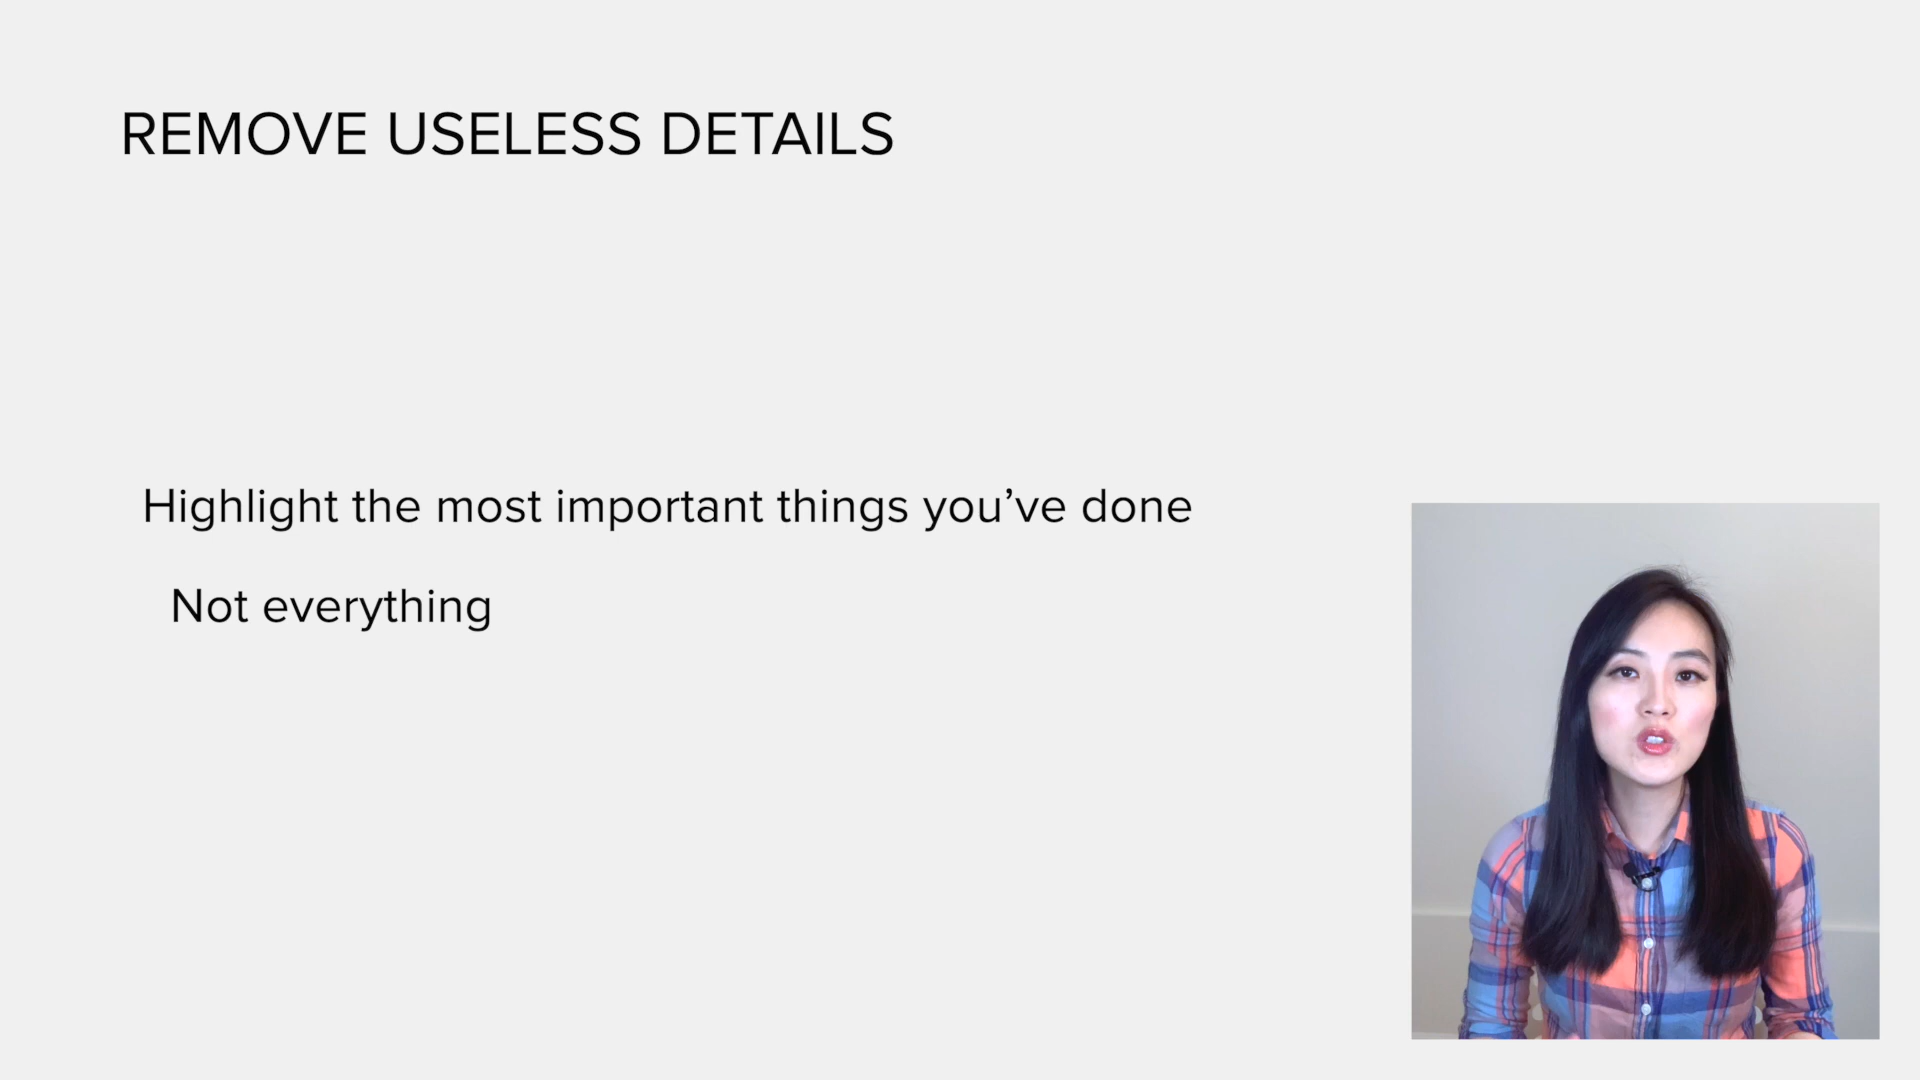 REMOVE USELESS DETAILS
Highlight the most important things you’ve done
Not everything